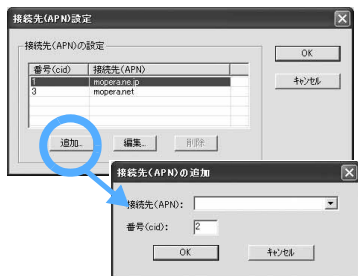 接続先(APN)設定
接続先(APN)の設定
番号(cid) 接続先(APN)
1 mopera.ne.jp
3 mopera.net
追加... 編集... 削除
OK
キャンセル
接続先(APN)の追加
接続先(APN):
番号(cid): 2
OK キャンセル